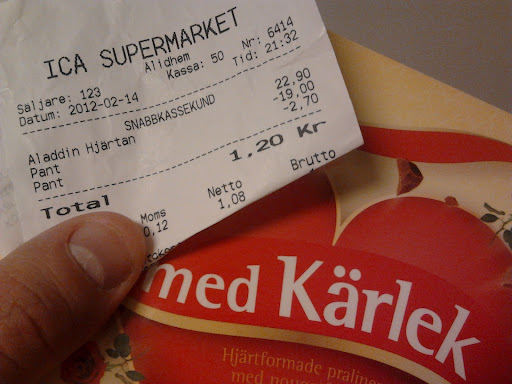 ICA SUPERMARKET
Alidhem
Säljare: 123 Kassa: 50 Nr: 6414
Datum: 2012-02-14 Tid: 21:32
SNABBKASSEKUND
Aladdin Hjärtan 22,90
Pant -19,00
Pant -2,70
Total 1.20 Kr
Moms Netto Brutto
0,12 1,08
med Kärlek
Hjärtformade praline
med